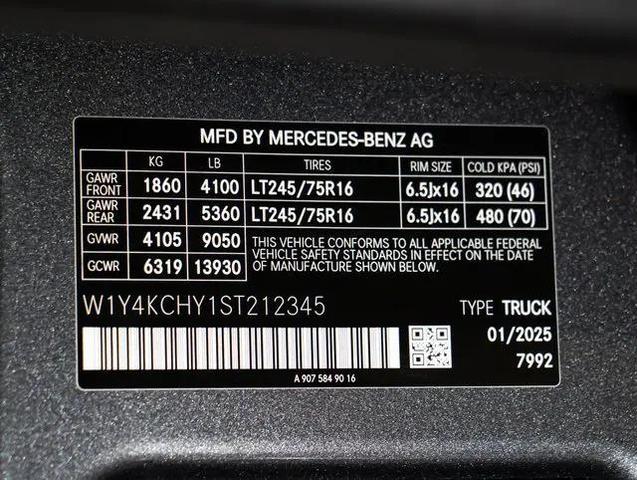 MFD BY MERCEDES-BENZ AG
KG LB TIRES RIM SIZE COLD KPA (PSI)
GAWR FRONT 1860 4100 LT245/75R16 6.5Jx16 320 (46)
GAWR REAR 2431 5360 LT245/75R16 6.5Jx16 480 (70)
GVWR 4105 9050
GCWR 6319 13930
THIS VEHICLE CONFORMS TO ALL APPLICABLE FEDERAL
VEHICLE SAFETY STANDARDS IN EFFECT ON THE DATE
OF MANUFACTURE SHOWN BELOW.
W1Y4KCHY1ST212345
TYPE TRUCK
01/2025
7992
A 907 584 90 16